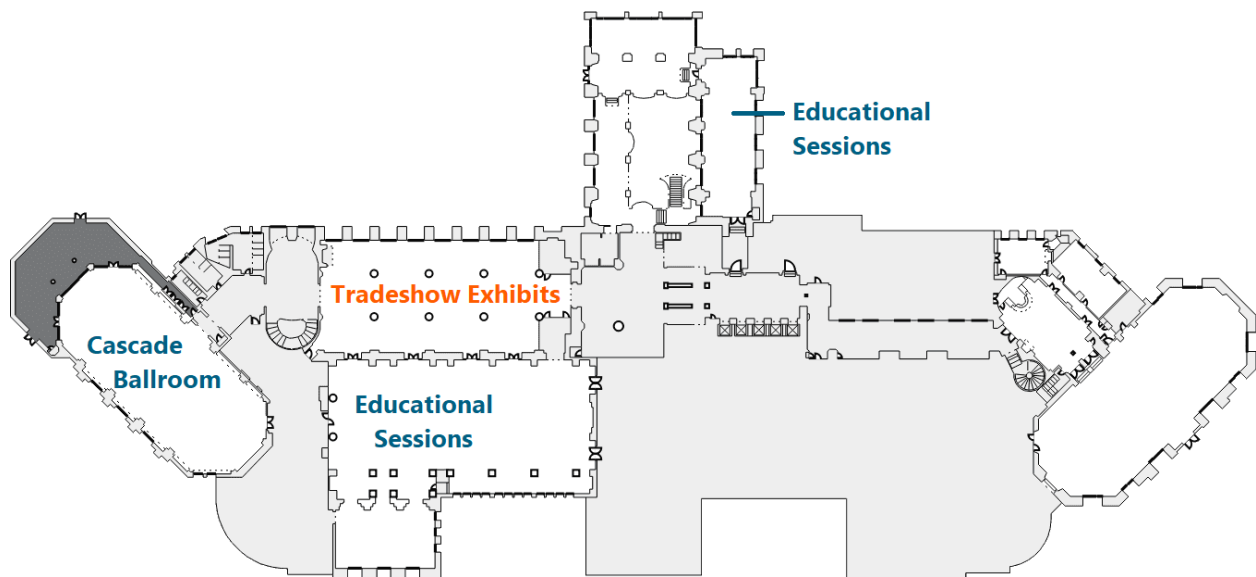 Educational
Sessions
Tradeshow Exhibits
Cascade
Ballroom
Educational
Sessions